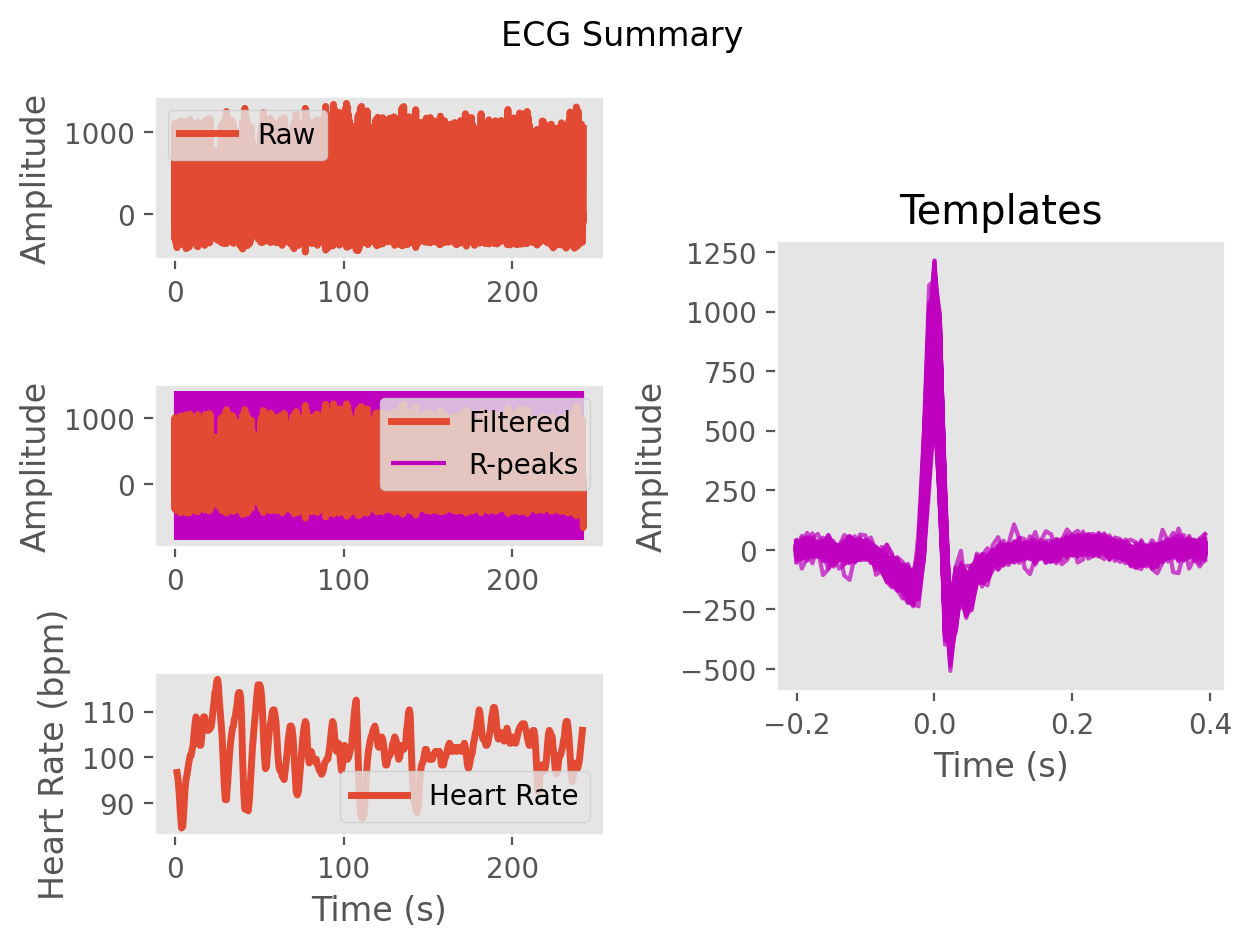 ECG Summary
Amplitude
1000
0
Raw
0 100 200
Amplitude
1000
0
Filtered
R-peaks
0 100 200
Heart Rate (bpm)
110
100
90
Heart Rate
0 100 200
Time (s)
Templates
Amplitude
1250
1000
750
500
250
0
−250
−500
−0.2 0.0 0.2 0.4
Time (s)